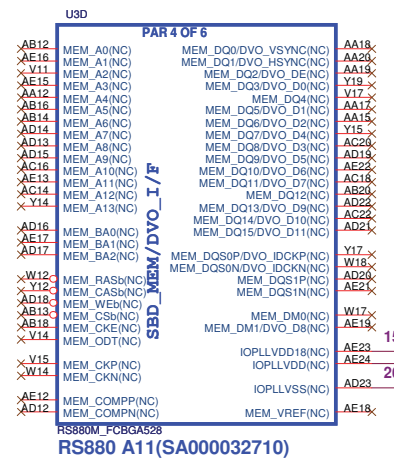 U3D
PAR 4 OF 6
AB12 MEM_A0(NC) MEM_DQ0/DVO_VSYNC(NC) AA18
AE16 MEM_A1(NC) MEM_DQ1/DVO_HSYNC(NC) AA20
V11 MEM_A2(NC) MEM_DQ2/DVO_DE(NC) AA19
AE15 MEM_A3(NC) MEM_DQ3/DVO_D0(NC) Y19
AA12 MEM_A4(NC) MEM_DQ4(NC) V17
AB16 MEM_A5(NC) MEM_DQ5/DVO_D1(NC) AA17
AB14 MEM_A6(NC) MEM_DQ6/DVO_D2(NC) AA15
AD14 MEM_A7(NC) MEM_DQ7/DVO_D4(NC) Y15
AD13 MEM_A8(NC) MEM_DQ8/DVO_D3(NC) AC20
AD15 MEM_A9(NC) MEM_DQ9/DVO_D5(NC) AD19
AC16 MEM_A10(NC) MEM_DQ10/DVO_D6(NC) AE22
AE13 MEM_A11(NC) MEM_DQ11/DVO_D7(NC) AC18
AC14 MEM_A12(NC) MEM_DQ12(NC) AB20
Y14 MEM_A13(NC) MEM_DQ13/DVO_D9(NC) AD22
MEM_DQ14/DVO_D10(NC) AC22
AD16 MEM_BA0(NC) MEM_DQ15/DVO_D11(NC) AD21
AE17 MEM_BA1(NC)
AD17 MEM_BA2(NC) MEM_DQS0P/DVO_IDCKP(NC) Y17
MEM_DQS0N/DVO_IDCKN(NC) W18
W12 MEM_RASb(NC) MEM_DQS1P(NC) AD20
Y12 MEM_CASb(NC) MEM_DQS1N(NC) AE21
AD18 MEM_WEb(NC)
AB13 MEM_CSb(NC) MEM_DM0(NC) W17
AB18 MEM_CKE(NC) MEM_DM1/DVO_D8(NC) AE19
V14 MEM_ODT(NC)
SBD_MEM/DVO_I/F
IOPLLVDD18(NC) AE23 15
V15 MEM_CKP(NC) IOPLLVDD(NC) AE24
W14 MEM_CKN(NC) 20
IOPLLVSS(NC) AD23
AE12 MEM_COMPP(NC)
AD12 MEM_COMPN(NC) MEM_VREF(NC) AE18
RS880M_FCBGA528
RS880 A11(SA000032710)